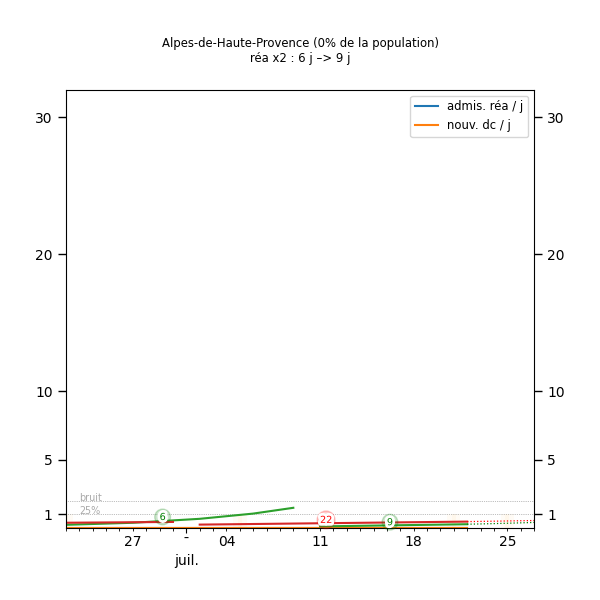 Alpes-de-Haute-Provence (0% de la population)
réa x2 : 6 j –> 9 j
admis. réa / j
nouv. dc / j
30 30
20 20
10 10
5 5
bruit
25%
1 1
6
22
9
27 - 04 11 18 25
juil.